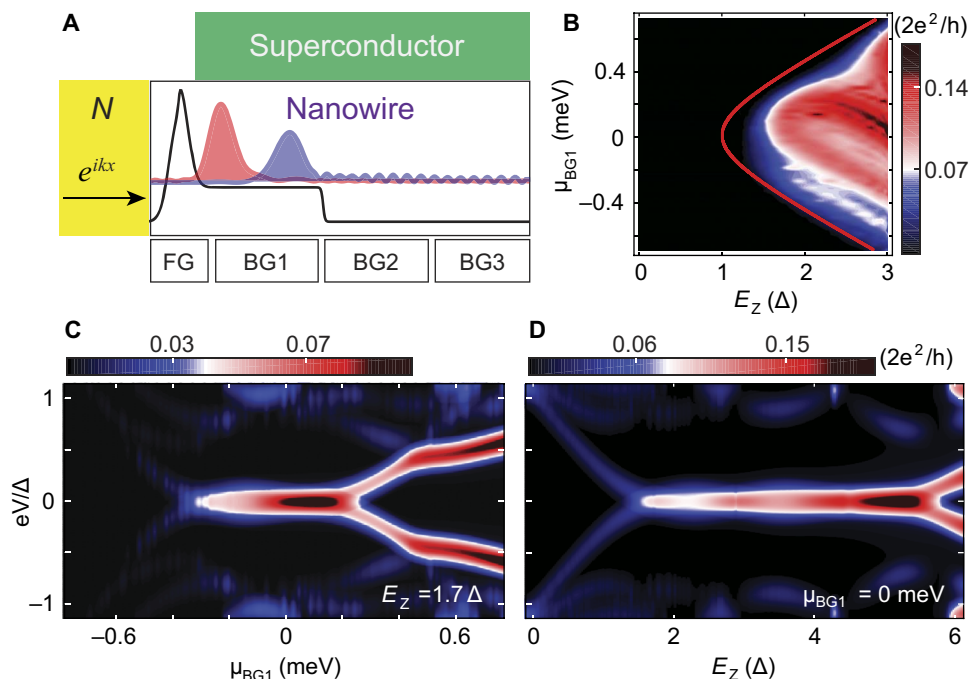 A
Superconductor
N
Nanowire
e^{ikx}
FG
BG1
BG2
BG3
B
(2e²/h)
0.4
0
−0.4
μ_{BG1} (meV)
0.14
0.07
0
1
2
3
E_Z (Δ)
C
0.03
0.07
1
0
−1
eV/Δ
E_Z = 1.7 Δ
−0.6
0
0.6
μ_{BG1} (meV)
D
0.06
0.15
(2e²/h)
μ_{BG1} = 0 meV
0
2
4
6
E_Z (Δ)